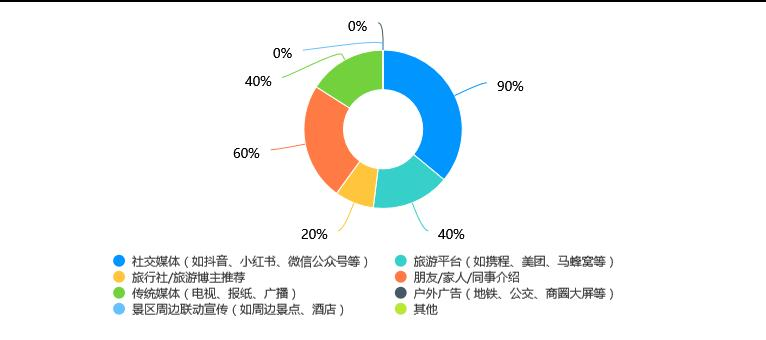 0%
0%
40%
90%
60%
20%
40%
社交媒体（如抖音、小红书、微信公众号等）
旅游平台（如携程、美团、马蜂窝等）
旅行社/旅游博主推荐
朋友/家人/同事介绍
传统媒体（电视、报纸、广播）
户外广告（地铁、公交、商圈大屏等）
景区周边联动宣传（如周边景点、酒店）
其他